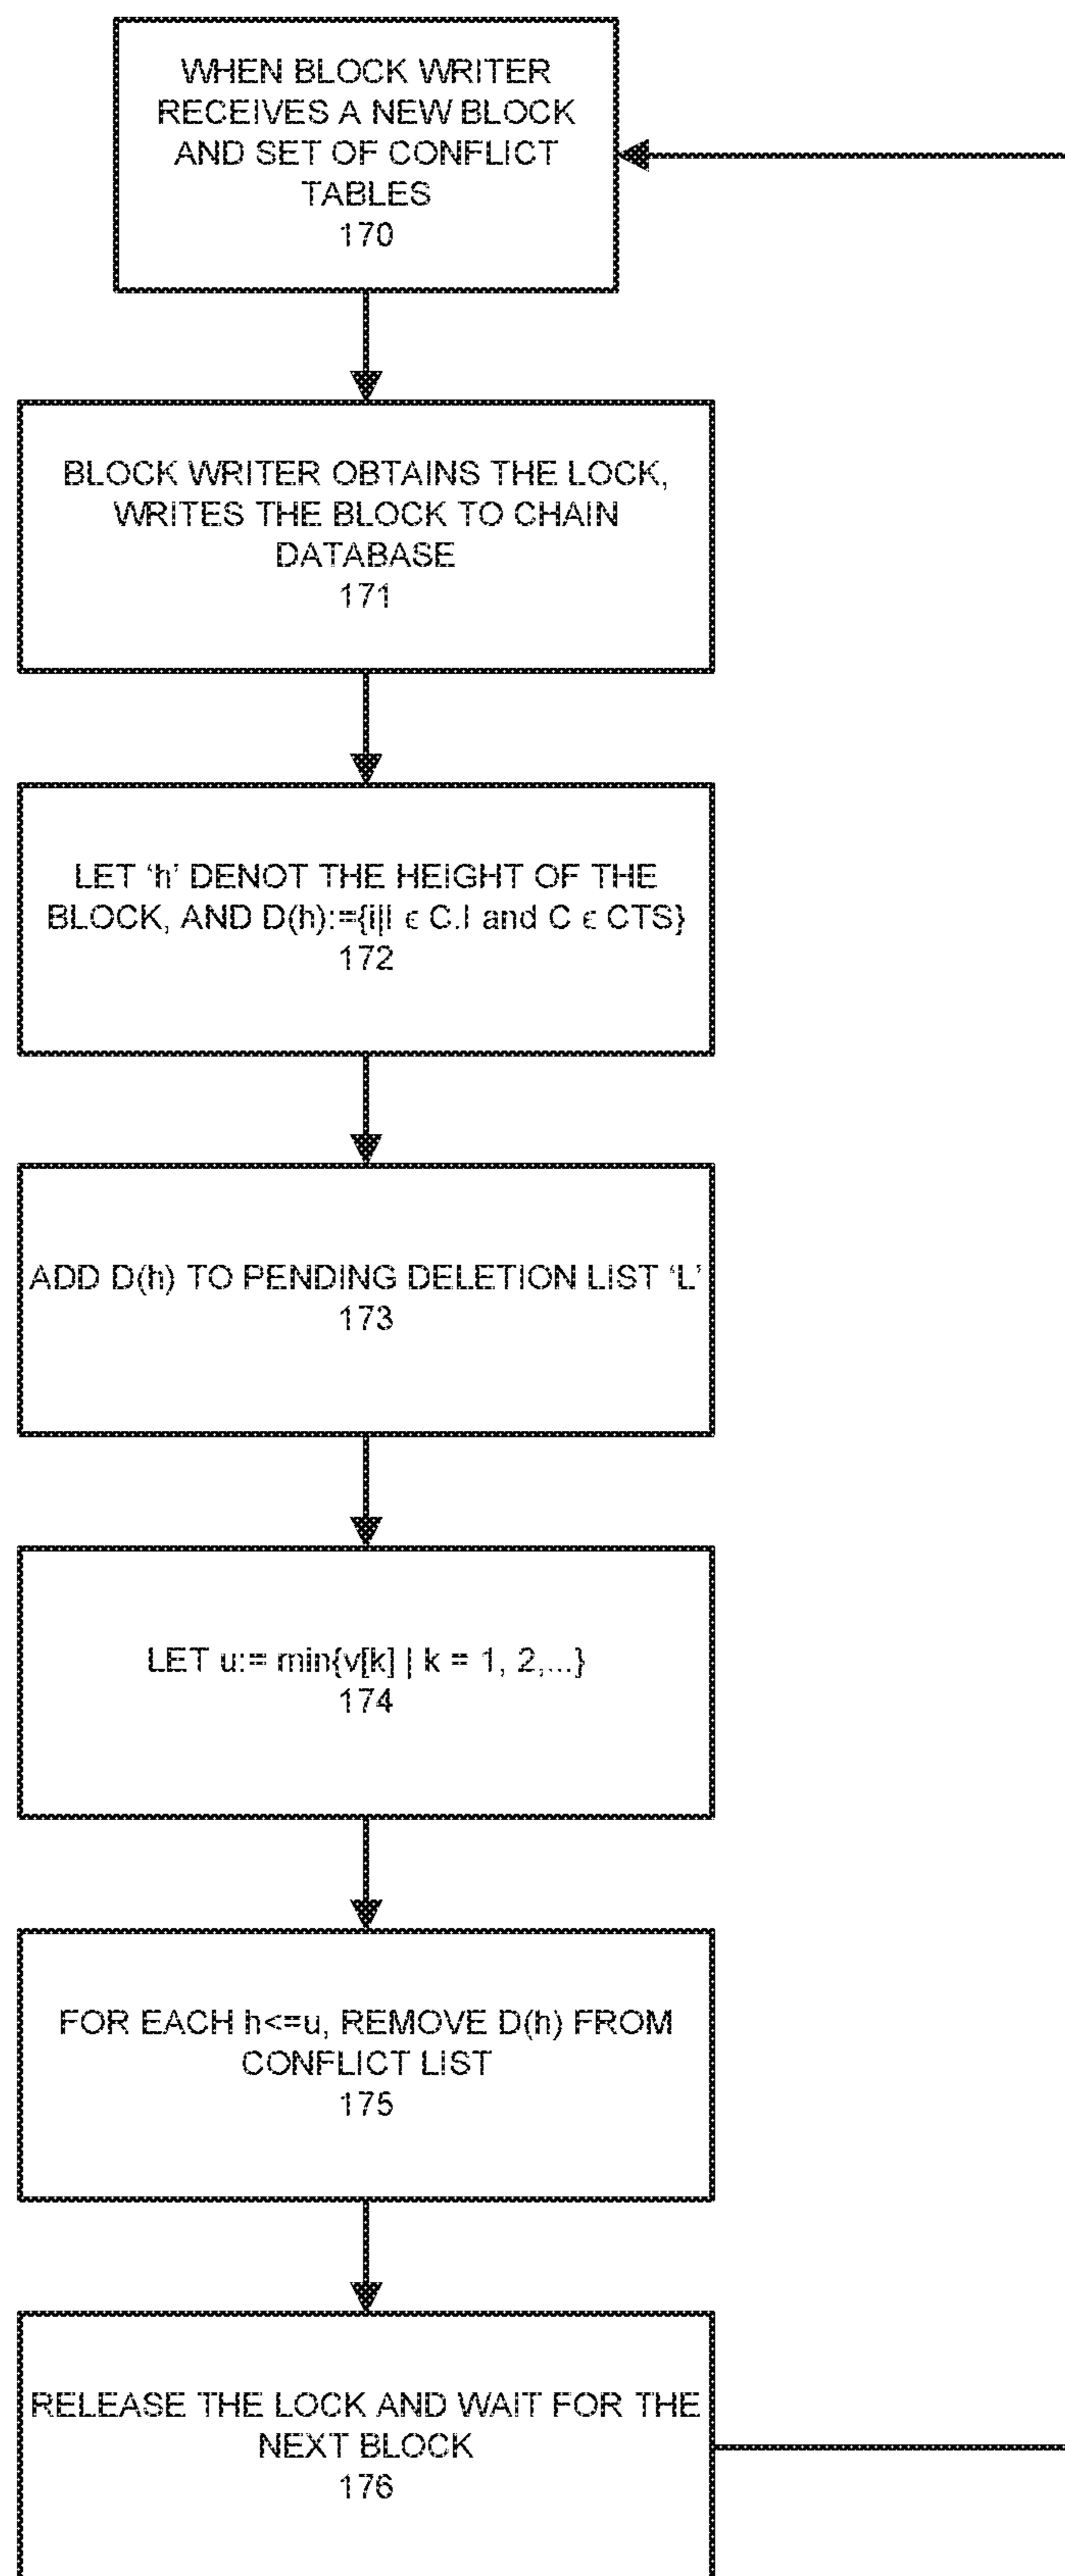 WHEN BLOCK WRITER
RECEIVES A NEW BLOCK
AND SET OF CONFLICT
TABLES
170
BLOCK WRITER OBTAINS THE LOCK,
WRITES THE BLOCK TO CHAIN
DATABASE
171
LET ‘h’ DENOT THE HEIGHT OF THE
BLOCK, AND D(h):={i|I ϵ C.I and C ϵ CTS}
172
ADD D(h) TO PENDING DELETION LIST ‘L’
173
LET u:= min{v[k] | k = 1, 2,...}
174
FOR EACH h<=u, REMOVE D(h) FROM
CONFLICT LIST
175
RELEASE THE LOCK AND WAIT FOR THE
NEXT BLOCK
176